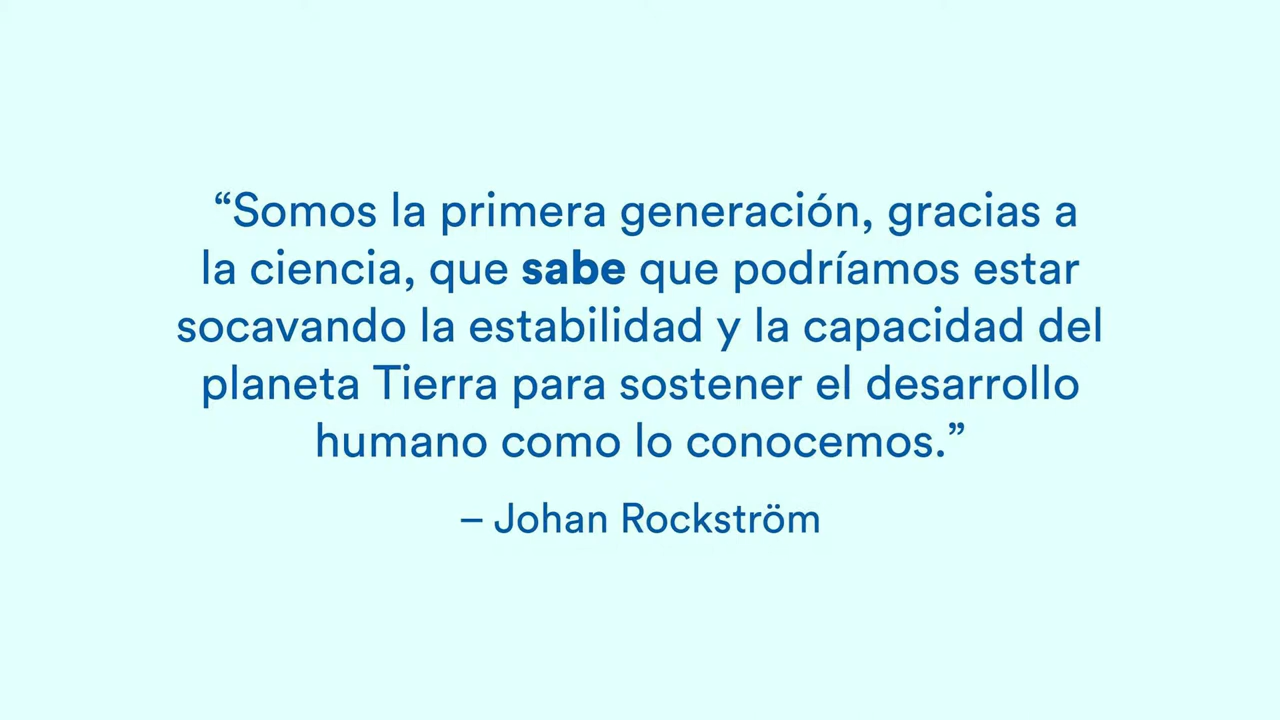 “Somos la primera generación, gracias a
la ciencia, que sabe que podríamos estar
socavando la estabilidad y la capacidad del
planeta Tierra para sostener el desarrollo
humano como lo conocemos.”
– Johan Rockström